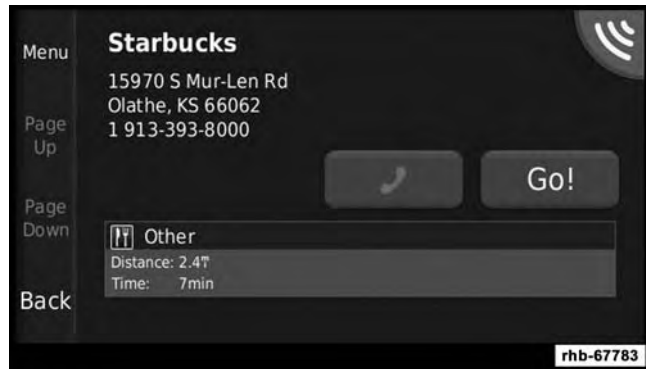 Menu
Page
Up
Page
Down
Back
Starbucks
15970 S Mur-Len Rd
Olathe, KS 66062
1 913-393-8000
Go!
Other
Distance: 2.4
Time: 7min
rhb-67783